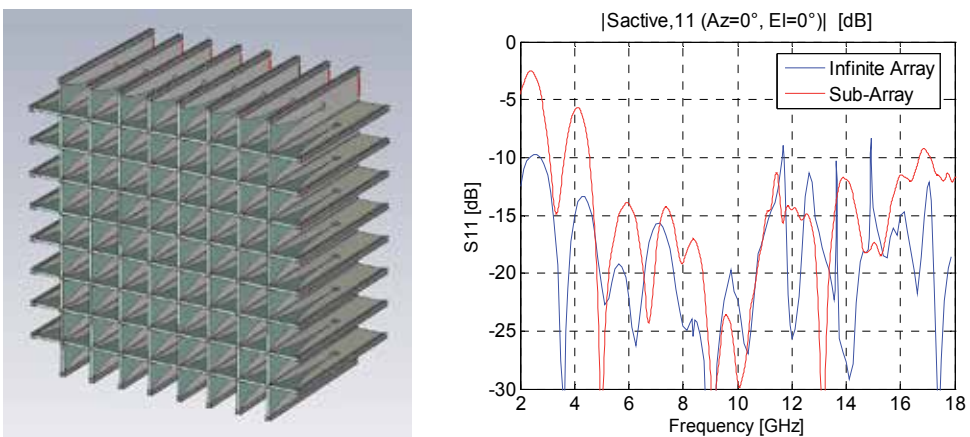 |Sactive,11 (Az=0°, El=0°)| [dB]
0
-5
-10
-15
-20
-25
-30
S11 [dB]
Infinite Array
Sub-Array
2 4 6 8 10 12 14 16 18
Frequency [GHz]